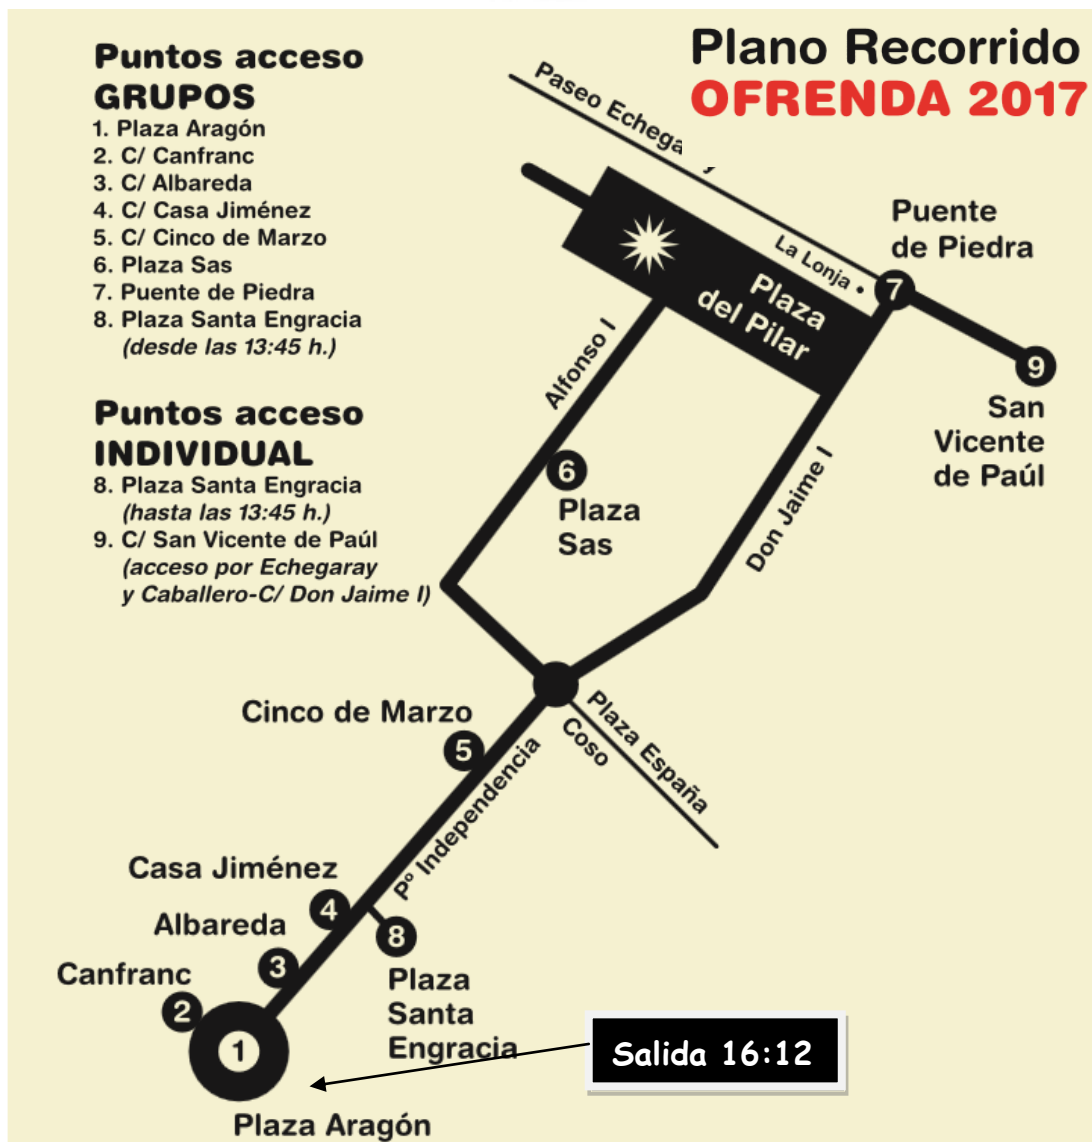 Plano Recorrido
OFRENDA 2017
Puntos acceso
GRUPOS
1. Plaza Aragón
2. C/ Canfranc
3. C/ Albareda
4. C/ Casa Jiménez
5. C/ Cinco de Marzo
6. Plaza Sas
7. Puente de Piedra
8. Plaza Santa Engracia
(desde las 13:45 h.)
Puntos acceso
INDIVIDUAL
8. Plaza Santa Engracia
(hasta las 13:45 h.)
9. C/ San Vicente de Paúl
(acceso por Echegaray
y Caballero-C/ Don Jaime I)
Paseo Echegaray
Puente
de Piedra
La Lonja
7
Plaza
del Pilar
9
San
Vicente
de Paúl
Alfonso I
6
Plaza
Sas
Don Jaime I
Cinco de Marzo
5
Plaza España
Coso
Pº Independencia
Casa Jiménez
4
Albareda
3
8
Plaza
Santa
Engracia
Canfranc
2
1
Salida 16:12
Plaza Aragón